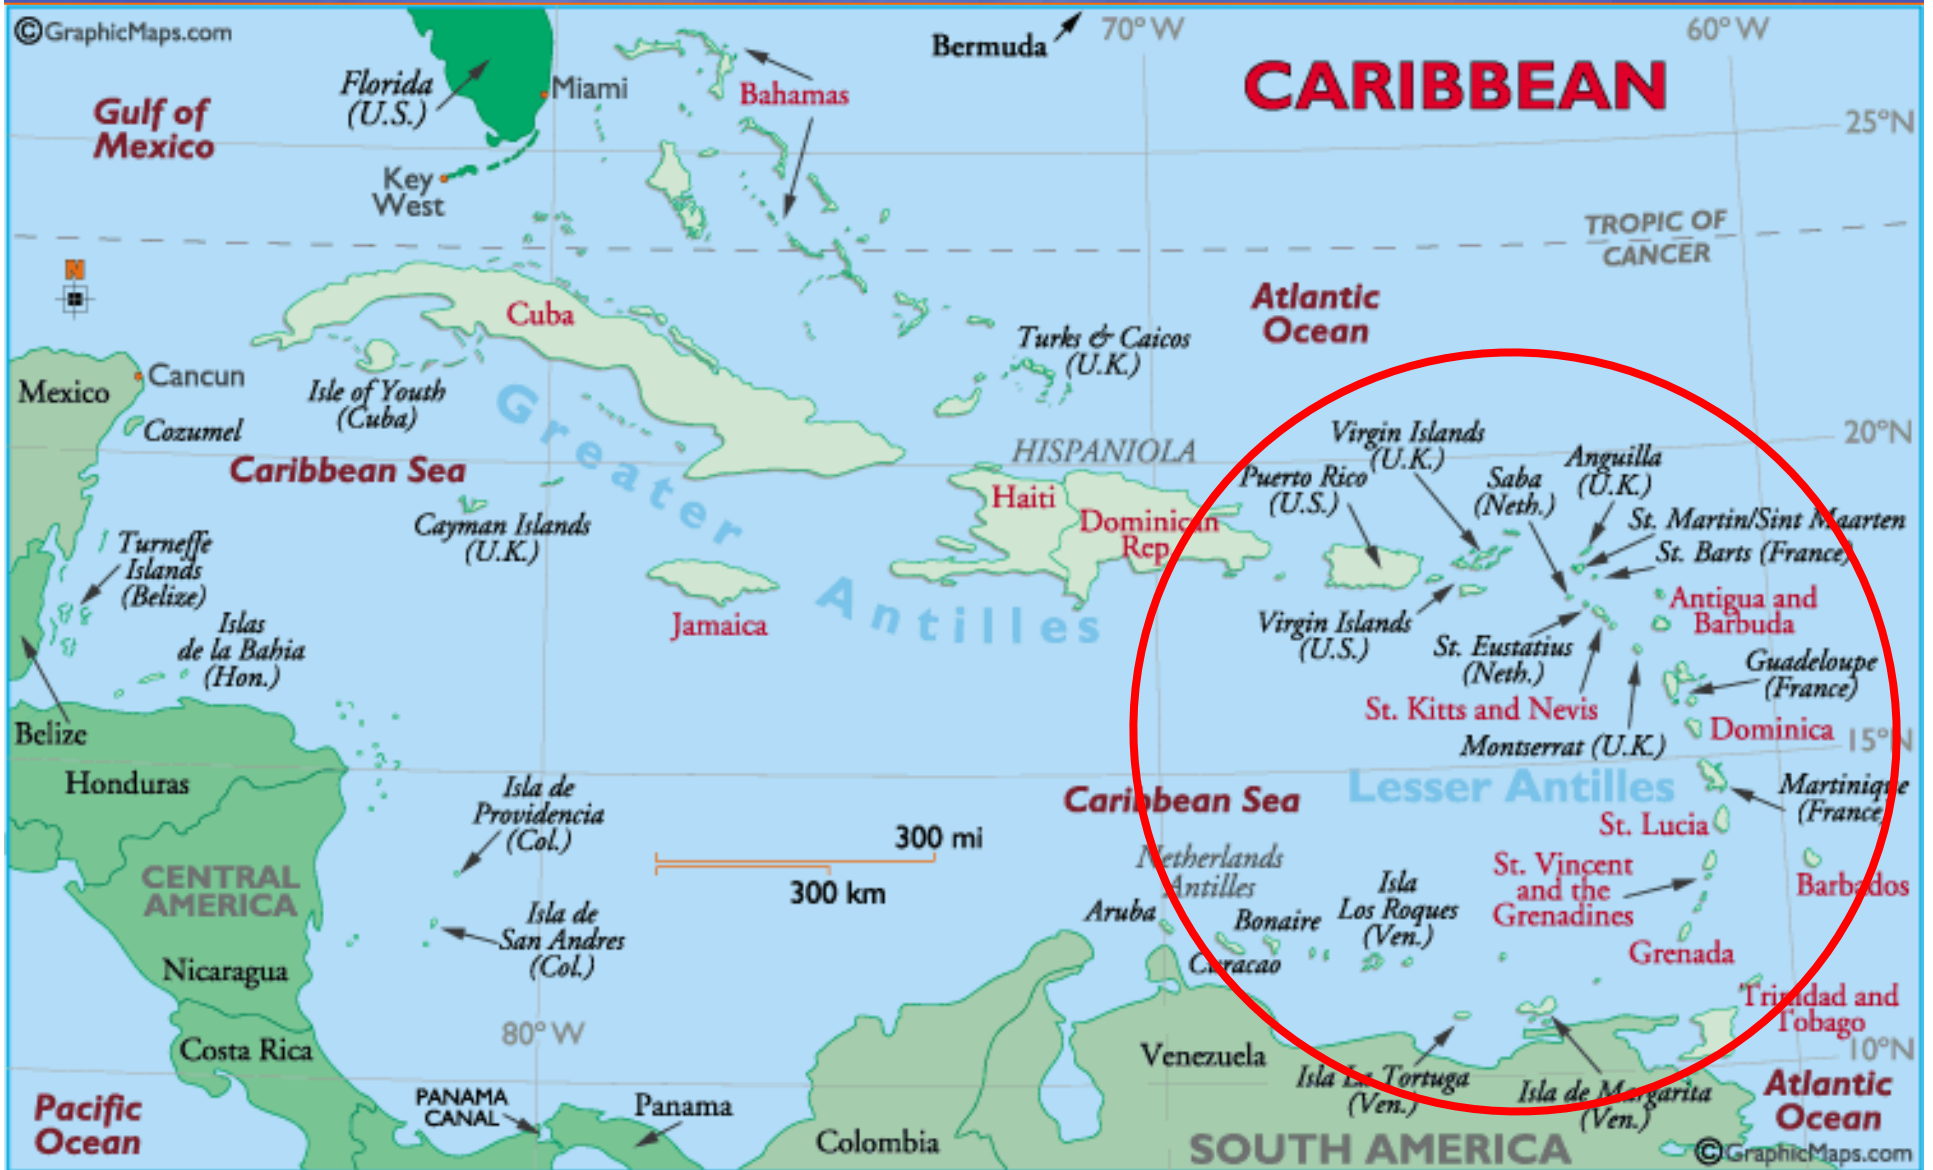 ©GraphicMaps.com
Bermuda
70°W
60°W
CARIBBEAN
Florida
(U.S.)
Miami
Bahamas
Gulf of
Mexico
25°N
Key
West
TROPIC OF
CANCER
N
Atlantic
Ocean
Cuba
Turks & Caicos
(U.K.)
Mexico
Cancun
Isle of Youth
(Cuba)
Cozumel
Greater
Antilles
20°N
Caribbean Sea
HISPANIOLA
Haiti
Dominican
Rep.
Virgin Islands
(U.K.)
Puerto Rico
(U.S.)
Saba
(Neth.)
Anguilla
(U.K.)
St. Martin/Sint Maarten
St. Barts (France)
Cayman Islands
(U.K.)
Turneffe
Islands
(Belize)
Jamaica
Antigua and
Barbuda
Virgin Islands
(U.S.)
St. Eustatius
(Neth.)
Islas
de la Bahia
(Hon.)
Guadeloupe
(France)
St. Kitts and Nevis
Montserrat (U.K.)
Dominica
15°N
Belize
Honduras
Isla de
Providencia
(Col.)
Caribbean Sea
Lesser Antilles
Martinique
(France)
St. Lucia
300 mi
300 km
Netherlands
Antilles
St. Vincent
and the
Grenadines
Barbados
CENTRAL
AMERICA
Isla
Los Roques
(Ven.)
Aruba
Bonaire
Curacao
Isla de
San Andres
(Col.)
Grenada
Nicaragua
Trinidad and
Tobago
80°W
Costa Rica
Venezuela
10°N
Isla La Tortuga
(Ven.)
Isla de Margarita
(Ven.)
Atlantic
Ocean
Pacific
Ocean
PANAMA
CANAL
Panama
Colombia
SOUTH AMERICA
©GraphicMaps.com